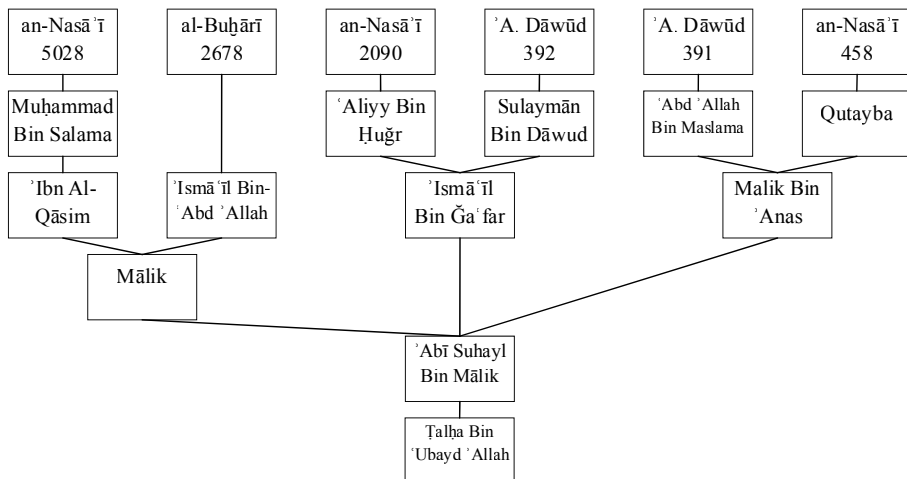 an-Nasāʾī
5028
al-Buḫārī
2678
an-Nasāʾī
2090
ʾA. Dāwūd
392
ʾA. Dāwūd
391
an-Nasāʾī
458
Muḥammad
Bin Salama
ʿAliyy Bin
Ḥuğr
Sulaymān
Bin Dāwud
ʿAbd ʾAllah
Bin Maslama
Qutayba
ʾIbn Al-
Qāsim
ʾIsmāʿīl Bin-
ʿAbd ʾAllah
ʾIsmāʿīl
Bin Ğaʿfar
Malik Bin
ʾAnas
Mālik
ʾAbī Suhayl
Bin Mālik
Ṭalḥa Bin
ʿUbayd ʾAllah